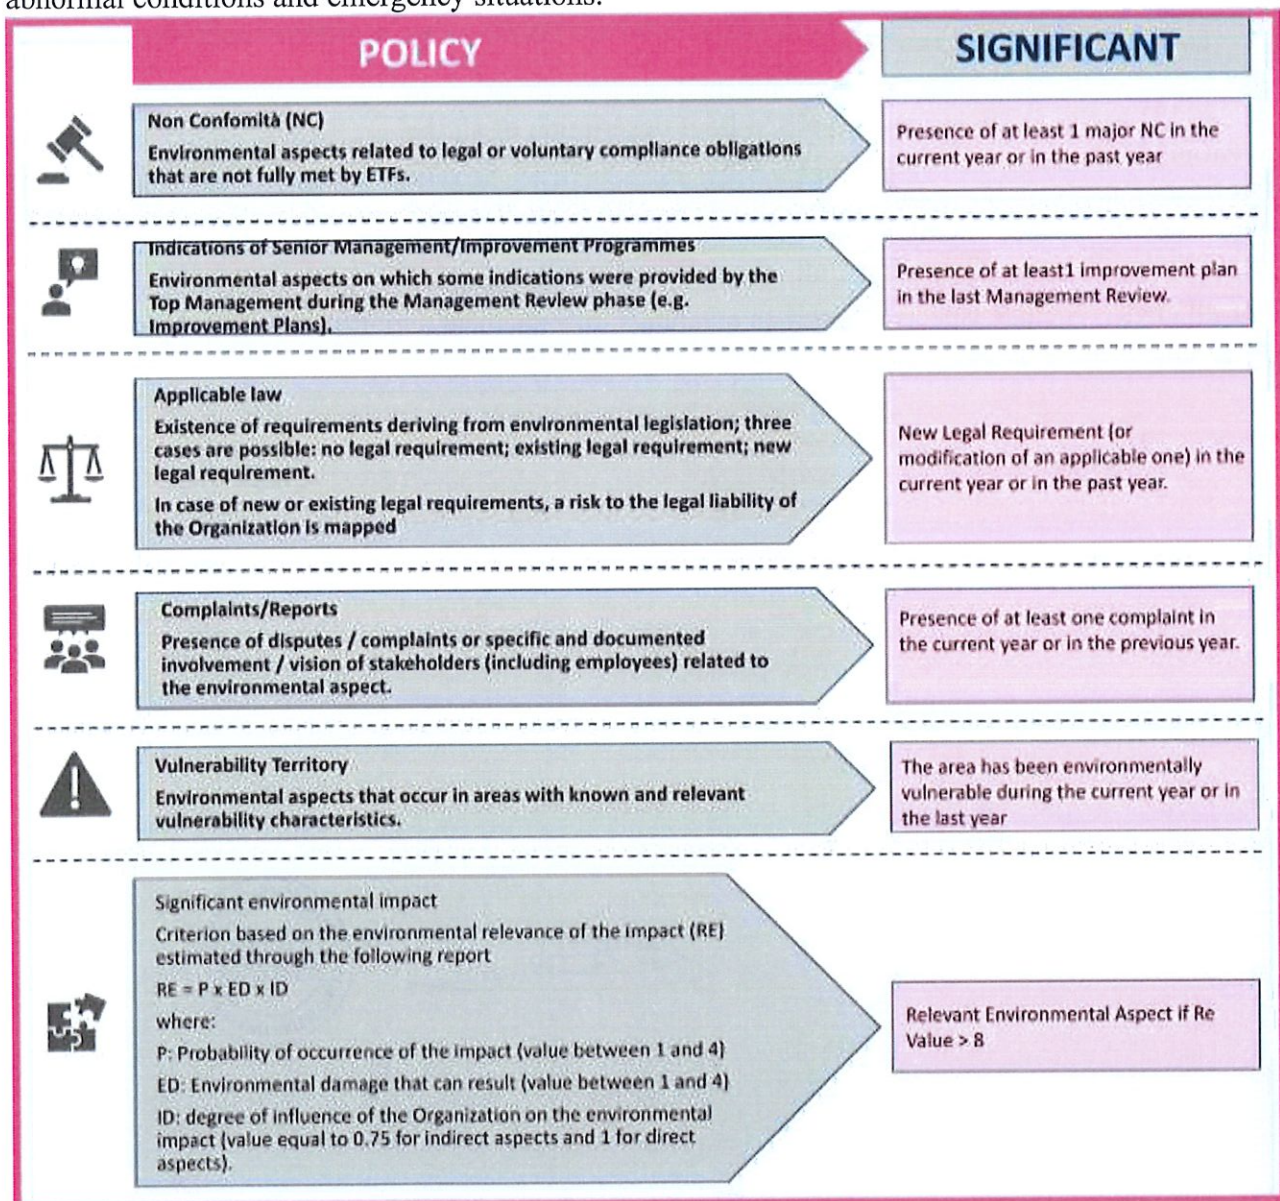 abnormal conditions and emergency situations.
POLICY
SIGNIFICANT
Non Confomità (NC)
Environmental aspects related to legal or voluntary compliance obligations
that are not fully met by ETFs.
Presence of at least 1 major NC in the
current year or in the past year
Indications of Senior Management/Improvement Programmes
Environmental aspects on which some indications were provided by the
Top Management during the Management Review phase (e.g.
Improvement Plans).
Presence of at least1 improvement plan
in the last Management Review.
Applicable law
Existence of requirements deriving from environmental legislation; three
cases are possible: no legal requirement; existing legal requirement; new
legal requirement.
In case of new or existing legal requirements, a risk to the legal liability of
the Organization is mapped
New Legal Requirement (or
modification of an applicable one) in the
current year or in the past year.
Complaints/Reports
Presence of disputes / complaints or specific and documented
involvement / vision of stakeholders (including employees) related to
the environmental aspect.
Presence of at least one complaint in
the current year or in the previous year.
Vulnerability Territory
Environmental aspects that occur in areas with known and relevant
vulnerability characteristics.
The area has been environmentally
vulnerable during the current year or in
the last year
Significant environmental impact
Criterion based on the environmental relevance of the impact (RE)
estimated through the following report
RE = P x ED x ID
where:
P: Probability of occurrence of the impact (value between 1 and 4)
ED: Environmental damage that can result (value between 1 and 4)
ID: degree of influence of the Organization on the environmental
impact (value equal to 0.75 for indirect aspects and 1 for direct
aspects).
Relevant Environmental Aspect if Re
Value > 8